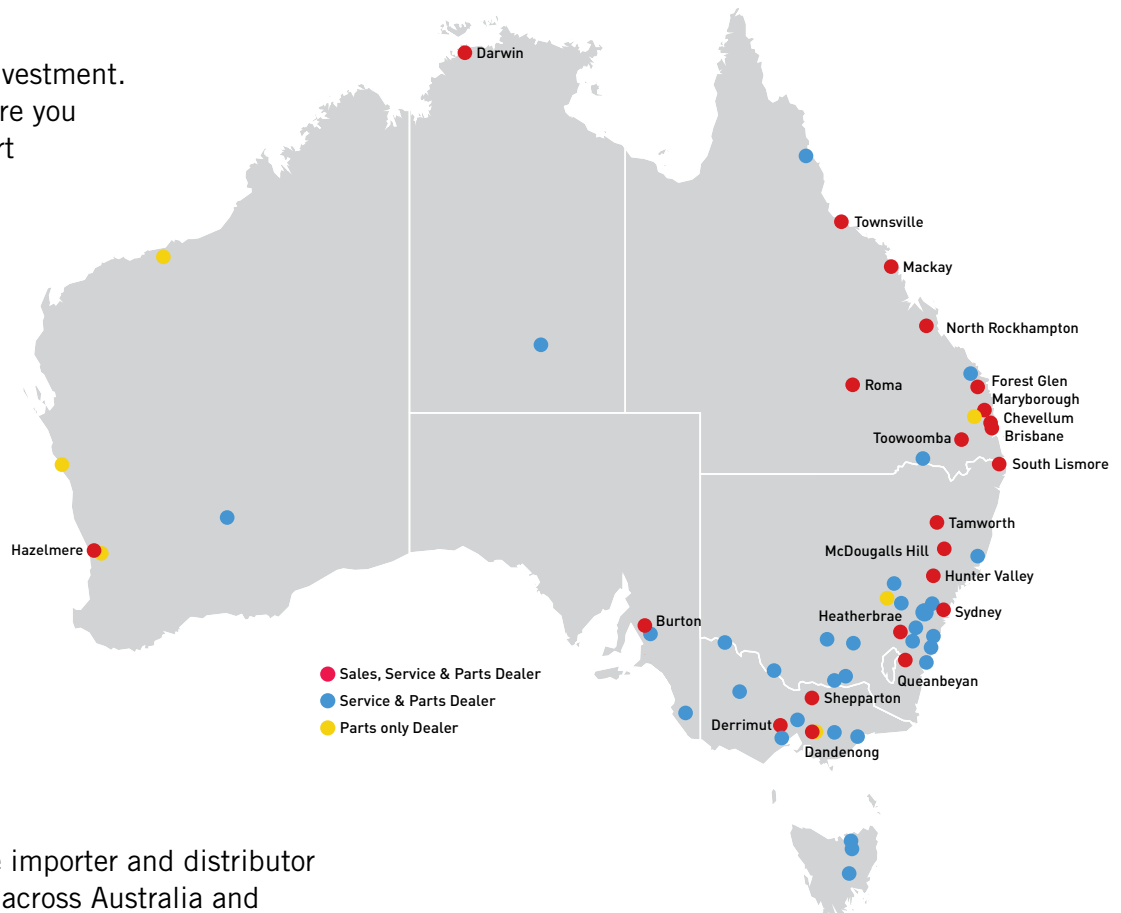 vestment.
re you
rt
Darwin
Townsville
Mackay
North Rockhampton
Roma
Forest Glen
Maryborough
Chevellum
Brisbane
Toowoomba
South Lismore
Tamworth
Hazelmere
McDougalls Hill
Hunter Valley
Heatherbrae
Sydney
Burton
Queanbeyan
Sales, Service & Parts Dealer
Service & Parts Dealer
Parts only Dealer
Shepparton
Derrimut
Dandenong
e importer and distributor
across Australia and